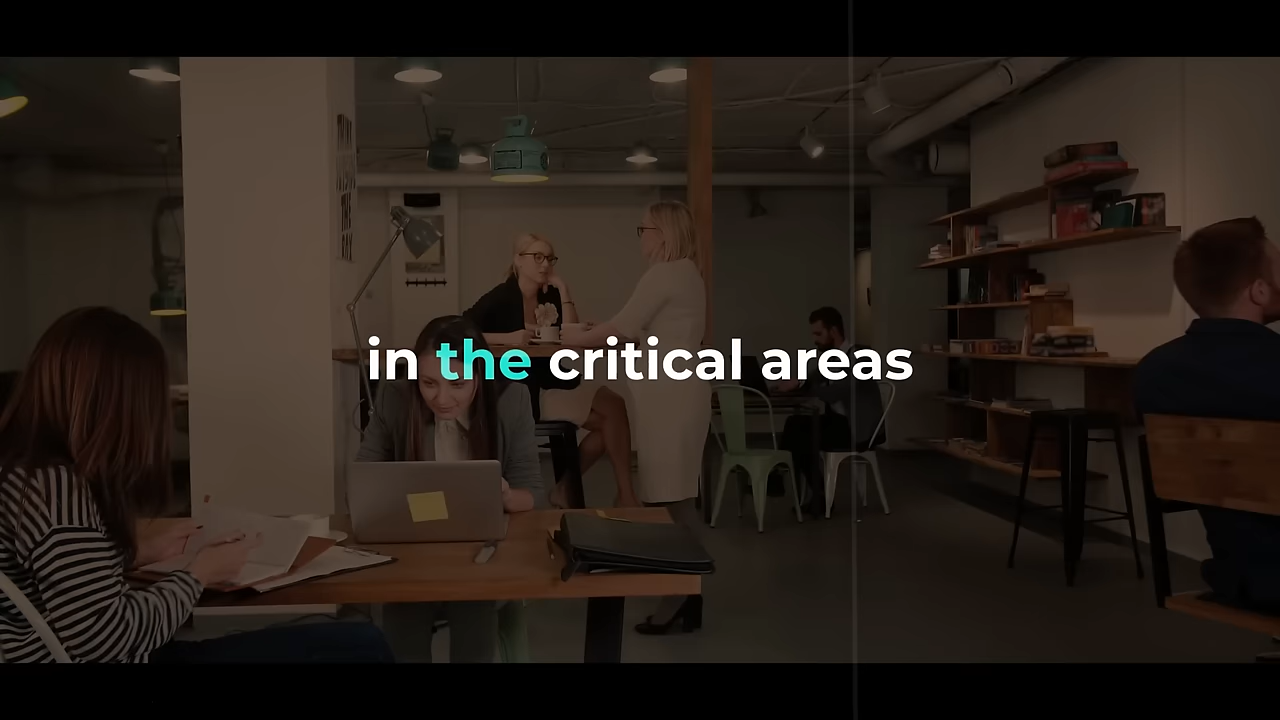 in the critical areas